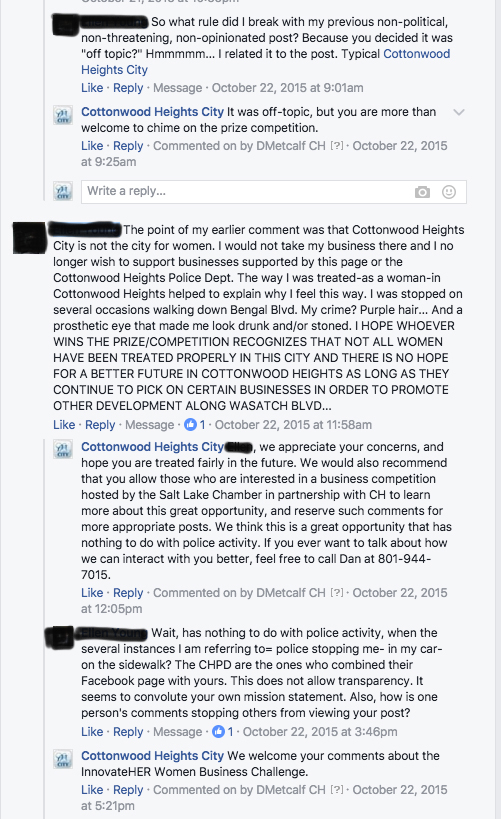 So what rule did I break with my previous non-political,
non-threatening, non-opinionated post? Because you decided it was
"off topic?" Hmmmmm... I related it to the post. Typical Cottonwood
Heights City
Like · Reply · Message · October 22, 2015 at 9:01am
Cottonwood Heights City It was off-topic, but you are more than
welcome to chime on the prize competition.
Like · Reply · Commented on by DMetcalf CH [?] · October 22, 2015
at 9:25am
Write a reply...
The point of my earlier comment was that Cottonwood Heights
City is not the city for women. I would not take my business there and I no
longer wish to support businesses supported by this page or the
Cottonwood Heights Police Dept. The way I was treated-as a woman-in
Cottonwood Heights helped to explain why I feel this way. I was stopped on
several occasions walking down Bengal Blvd. My crime? Purple hair... And a
prosthetic eye that made me look drunk and/or stoned. I HOPE WHOEVER
WINS THE PRIZE/COMPETITION RECOGNIZES THAT NOT ALL WOMEN
HAVE BEEN TREATED PROPERLY IN THIS CITY AND THERE IS NO HOPE
FOR A BETTER FUTURE IN COTTONWOOD HEIGHTS AS LONG AS THEY
CONTINUE TO PICK ON CERTAIN BUSINESSES IN ORDER TO PROMOTE
OTHER DEVELOPMENT ALONG WASATCH BLVD...
Like · Reply · Message · 1 · October 22, 2015 at 11:58am
Cottonwood Heights City , we appreciate your concerns, and
hope you are treated fairly in the future. We would also recommend
that you allow those who are interested in a business competition
hosted by the Salt Lake Chamber in partnership with CH to learn
more about this great opportunity, and reserve such comments for
more appropriate posts. We think this is a great opportunity that has
nothing to do with police activity. If you ever want to talk about how
we can interact with you better, feel free to call Dan at 801-944-
7015.
Like · Reply · Commented on by DMetcalf CH [?] · October 22, 2015
at 12:05pm
Wait, has nothing to do with police activity, when the
several instances I am referring to= police stopping me- in my car-
on the sidewalk? The CHPD are the ones who combined their
Facebook page with yours. This does not allow transparency. It
seems to convolute your own mission statement. Also, how is one
person's comments stopping others from viewing your post?
Like · Reply · Message · 1 · October 22, 2015 at 3:46pm
Cottonwood Heights City We welcome your comments about the
InnovateHER Women Business Challenge.
Like · Reply · Commented on by DMetcalf CH [?] · October 22, 2015
at 5:21pm